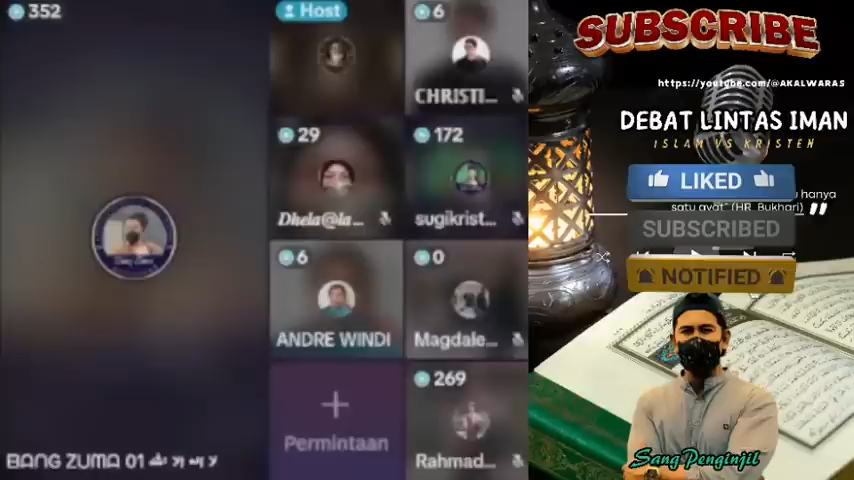 352
Host
6
CHRISTI...
29
172
Dhela@la...
sugikrist...
6
0
ANDRE WINDI
Magdale...
+
269
Permintaan
Rahmad...
BANG ZUMA 01
SUBSCRIBE
https://youtube.com/@AKALWARAS
DEBAT LINTAS IMAN
ISLAM VS KRISTEN
LIKED
hanya
satu ayat" (HR. Bukhari)
SUBSCRIBED
NOTIFIED
Sang Penginjil